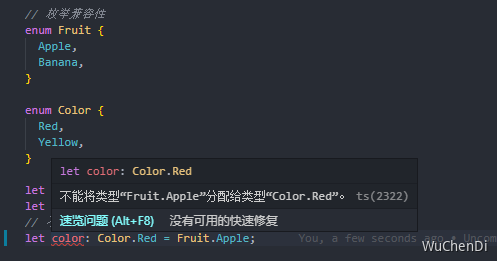 // 枚举兼容性
enum Fruit {
Apple,
Banana,
}
enum Color {
Red,
Yellow,
}
let color: Color.Red
不能将类型“Fruit.Apple”分配给类型“Color.Red”。 ts(2322)
速览问题 (Alt+F8) 没有可用的快速修复
let
let
//
let color: Color.Red = Fruit.Apple; You, a few seconds ago • Uncom
WuChenDi